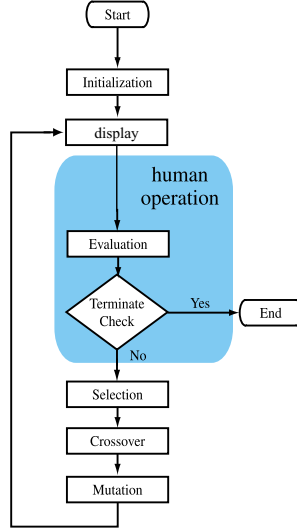 Start
Initialization
display
human
operation
Evaluation
Terminate
Check
Yes
End
No
Selection
Crossover
Mutation